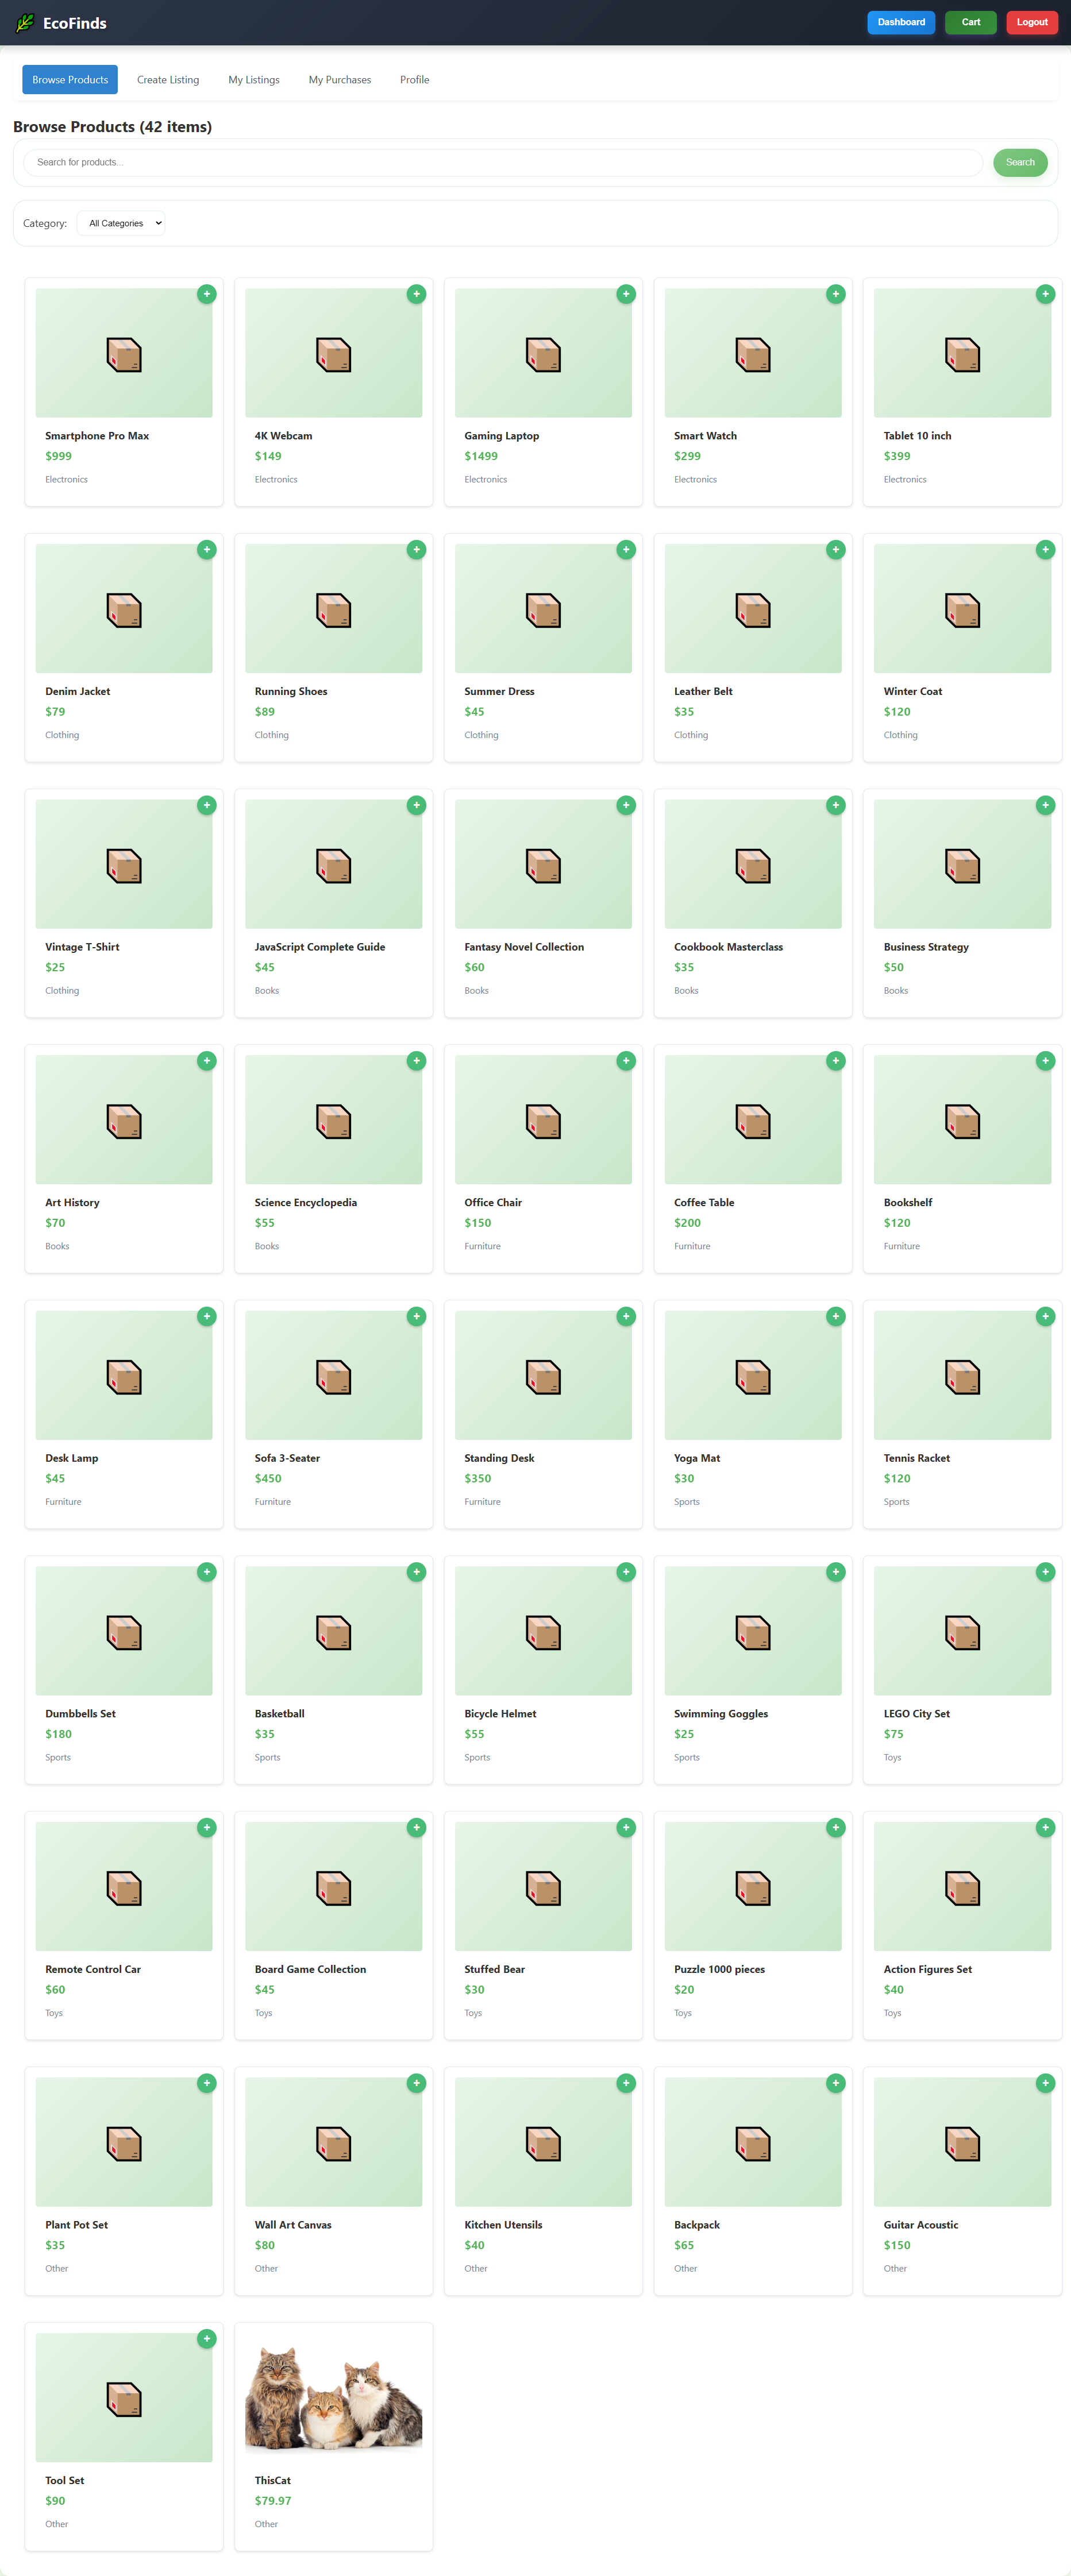 EcoFinds
Dashboard
Cart
Logout
Browse Products
Create Listing
My Listings
My Purchases
Profile
Browse Products (42 items)
Search for products...
Search
Category:
All Categories
+
+
+
+
+
Smartphone Pro Max
4K Webcam
Gaming Laptop
Smart Watch
Tablet 10 inch
$999
$149
$1499
$299
$399
Electronics
Electronics
Electronics
Electronics
Electronics
+
+
+
+
+
Denim Jacket
Running Shoes
Summer Dress
Leather Belt
Winter Coat
$79
$89
$45
$35
$120
Clothing
Clothing
Clothing
Clothing
Clothing
+
+
+
+
+
Vintage T-Shirt
JavaScript Complete Guide
Fantasy Novel Collection
Cookbook Masterclass
Business Strategy
$25
$45
$60
$35
$50
Clothing
Books
Books
Books
Books
+
+
+
+
+
Art History
Science Encyclopedia
Office Chair
Coffee Table
Bookshelf
$70
$55
$150
$200
$120
Books
Books
Furniture
Furniture
Furniture
+
+
+
+
+
Desk Lamp
Sofa 3-Seater
Standing Desk
Yoga Mat
Tennis Racket
$45
$450
$350
$30
$120
Furniture
Furniture
Furniture
Sports
Sports
+
+
+
+
+
Dumbbells Set
Basketball
Bicycle Helmet
Swimming Goggles
LEGO City Set
$180
$35
$55
$25
$75
Sports
Sports
Sports
Sports
Toys
+
+
+
+
+
Remote Control Car
Board Game Collection
Stuffed Bear
Puzzle 1000 pieces
Action Figures Set
$60
$45
$30
$20
$40
Toys
Toys
Toys
Toys
Toys
+
+
+
+
+
Plant Pot Set
Wall Art Canvas
Kitchen Utensils
Backpack
Guitar Acoustic
$35
$80
$40
$65
$150
Other
Other
Other
Other
Other
+
Tool Set
ThisCat
$90
$79.97
Other
Other